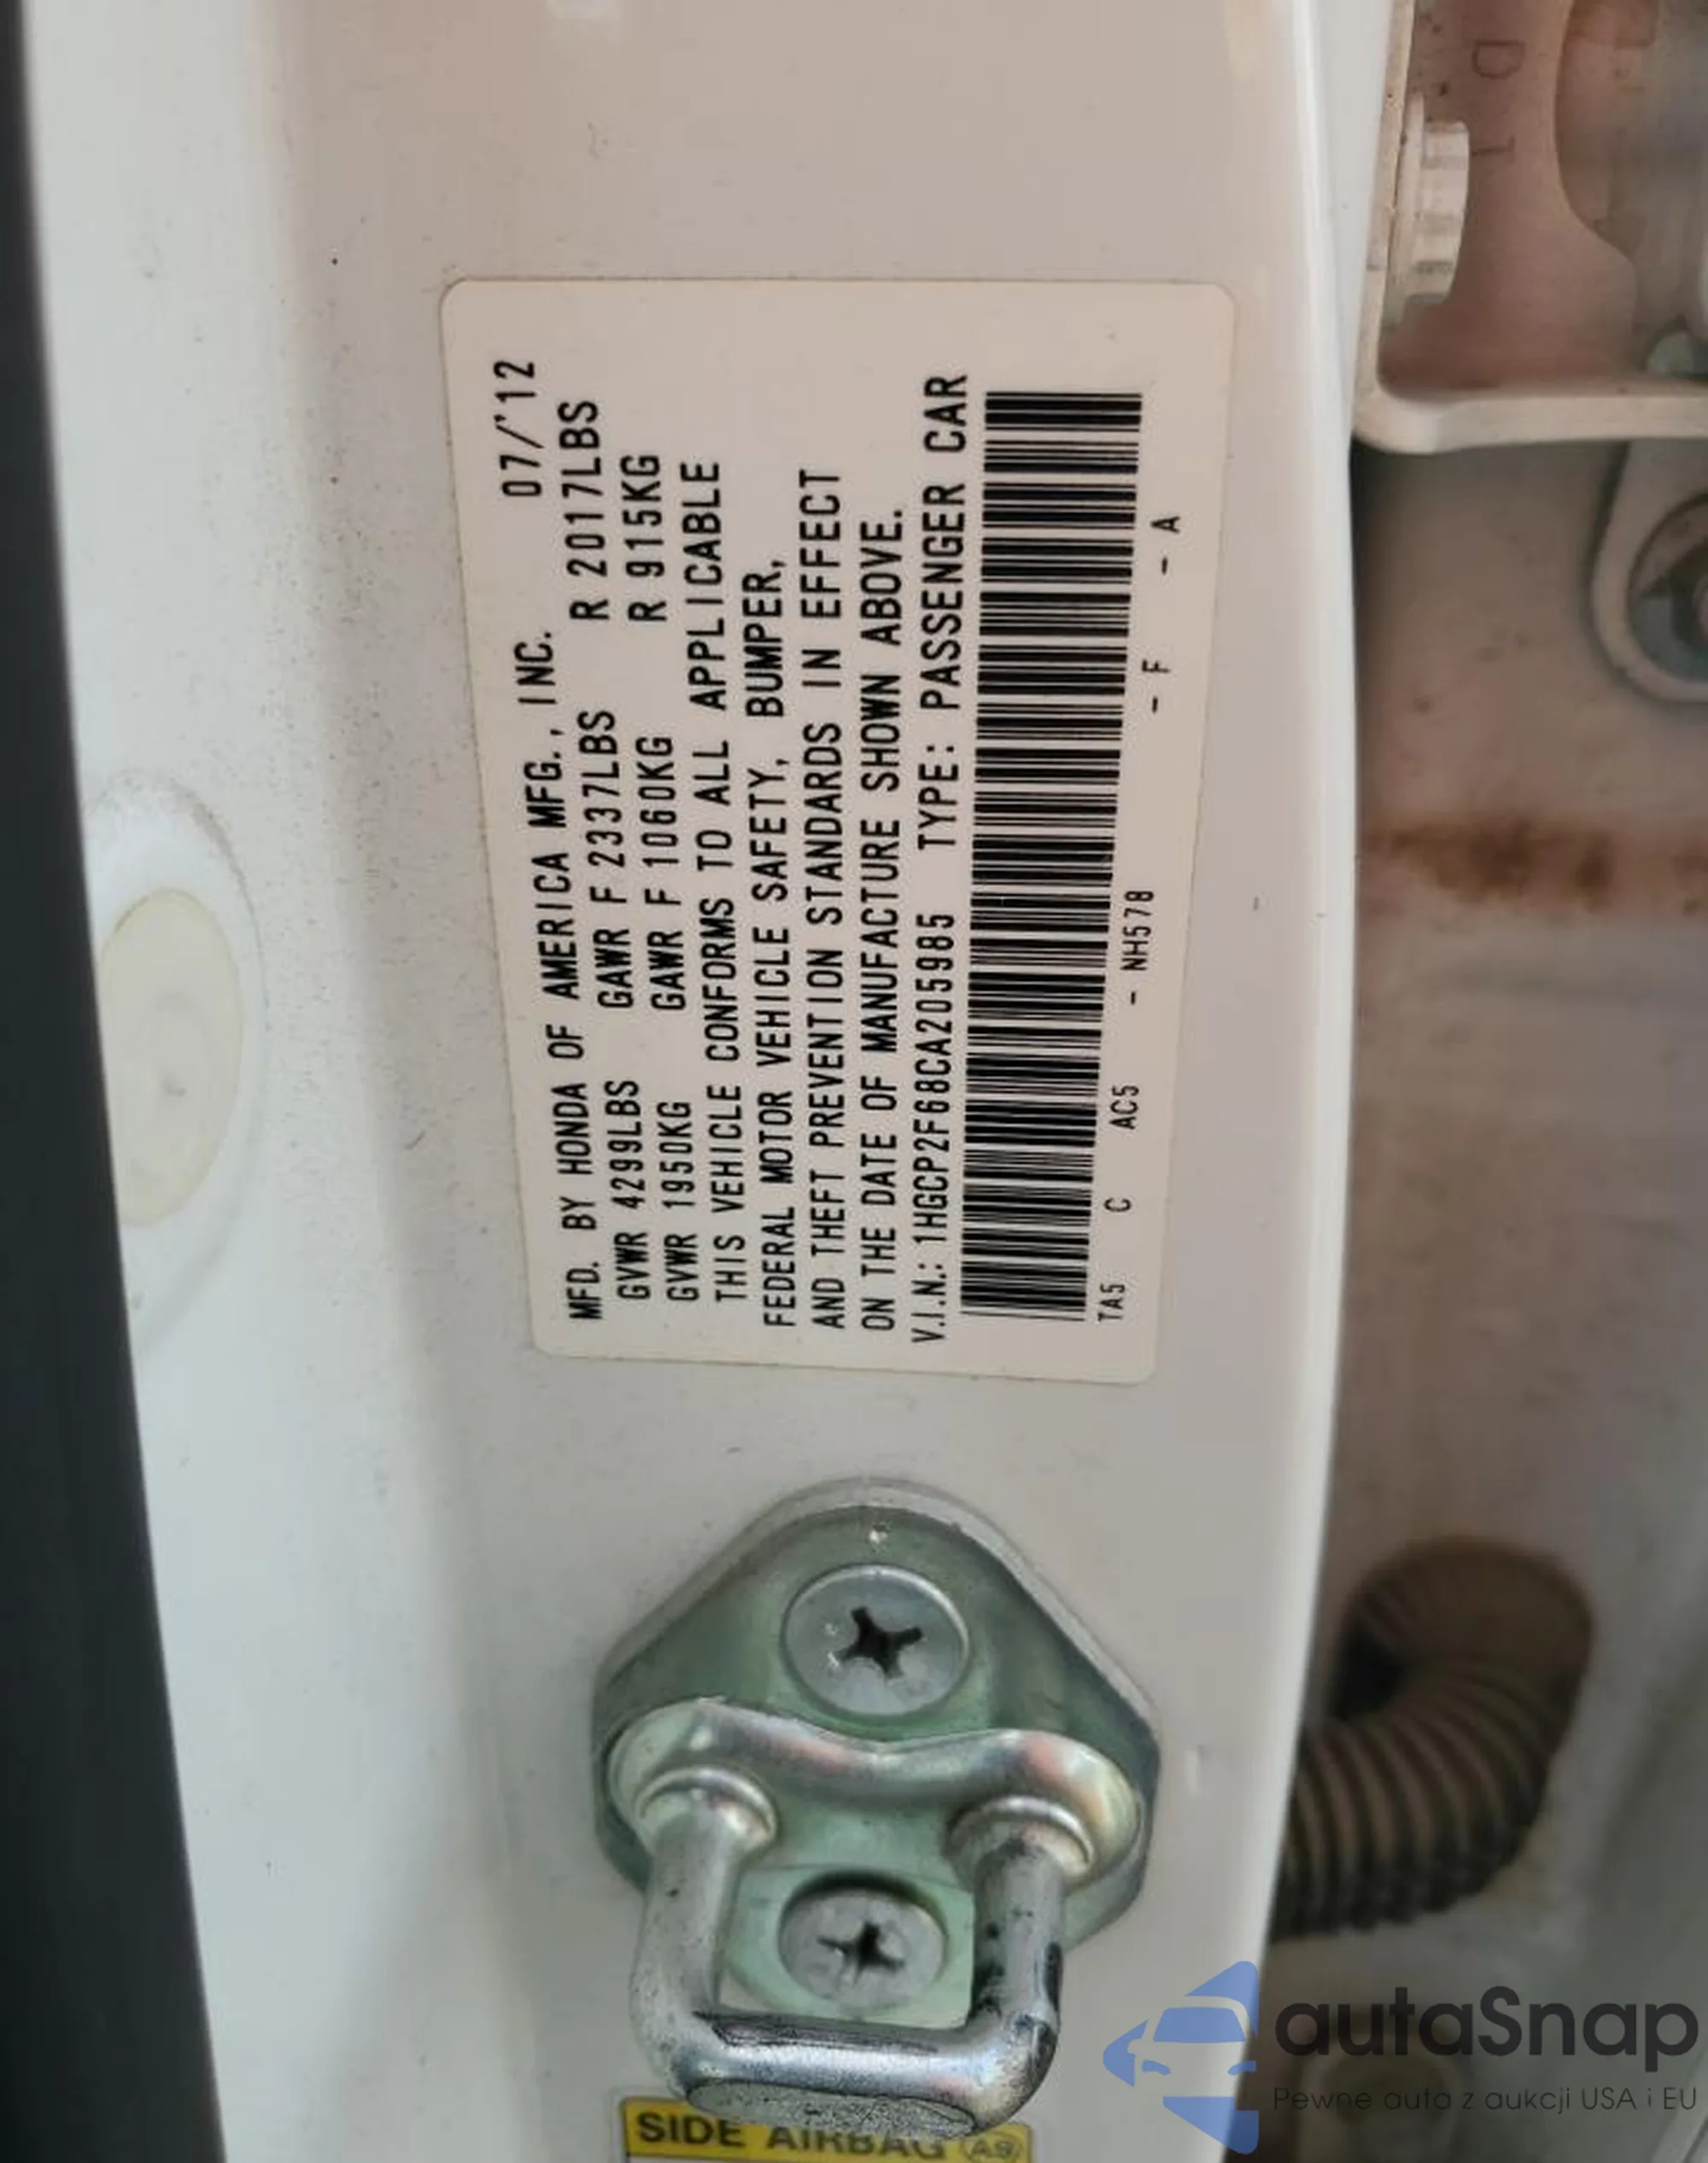 MFD. BY HONDA OF AMERICA MFG., INC. 07/'12
GVWR 4299LBS GAWR F 2337LBS R 2017LBS
GVWR 1950KG GAWR F 1060KG R 915KG
THIS VEHICLE CONFORMS TO ALL APPLICABLE
FEDERAL MOTOR VEHICLE SAFETY, BUMPER,
AND THEFT PREVENTION STANDARDS IN EFFECT
ON THE DATE OF MANUFACTURE SHOWN ABOVE.
V.I.N.: 1HGCP2F68CA205985 TYPE: PASSENGER CAR
TA5 C AC5 - NH578 - F - A
SIDE AIRBAG
autaSnap
Pewne auta z aukcji USA i EU